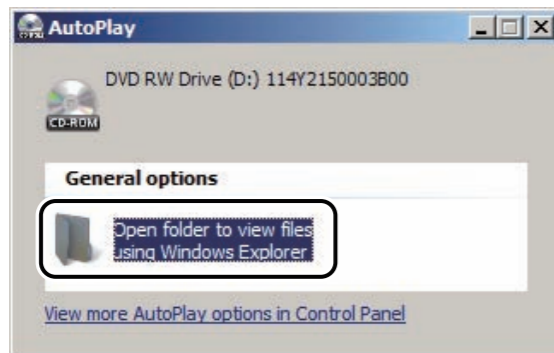 AutoPlay
DVD RW Drive (D:) 114Y2150003B00
CD-ROM
General options
Open folder to view files
using Windows Explorer
View more AutoPlay options in Control Panel